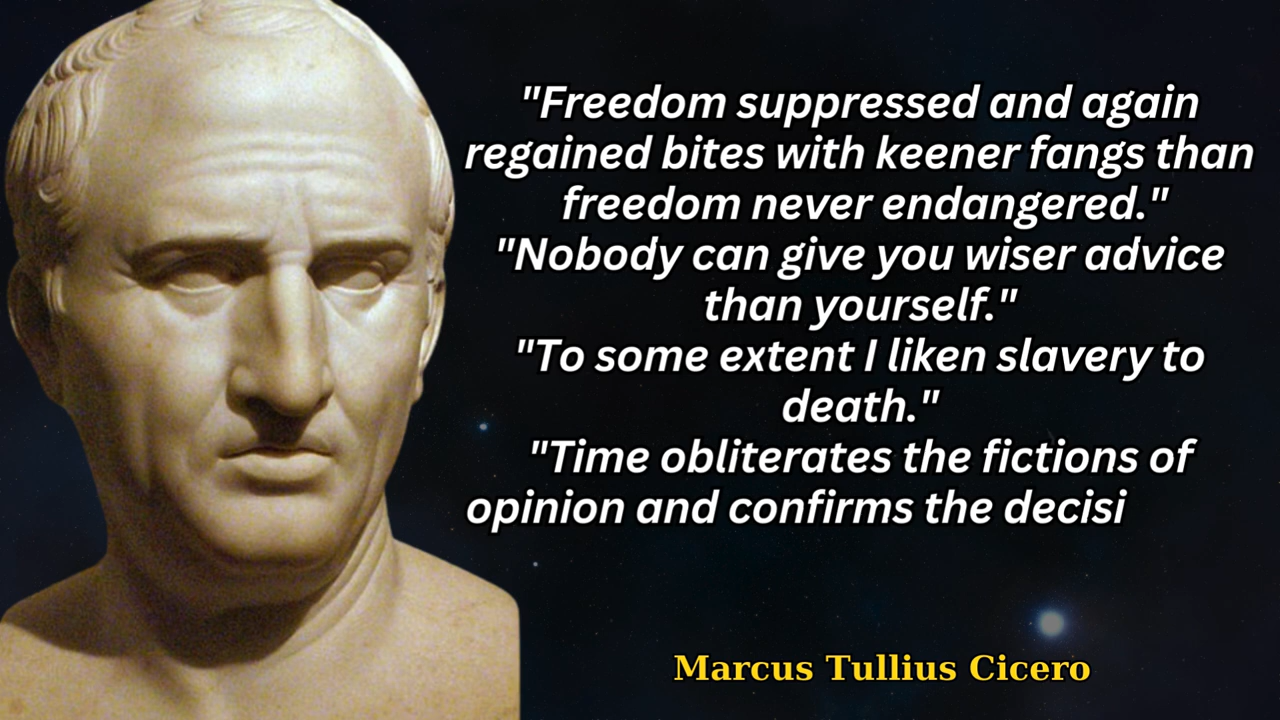 "Freedom suppressed and again
regained bites with keener fangs than
freedom never endangered."
"Nobody can give you wiser advice
than yourself."
"To some extent I liken slavery to
death."
"Time obliterates the fictions of
opinion and confirms the decisi
Marcus Tullius Cicero